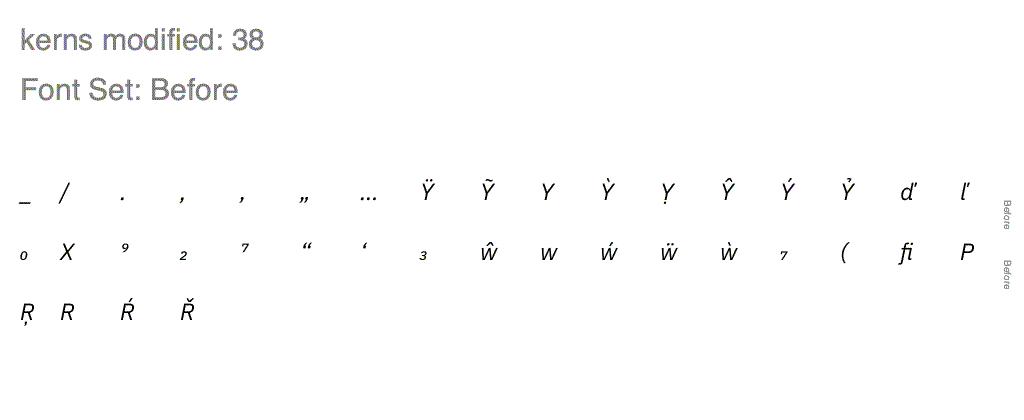 kerns modified: 38
Font Set: Before
_ / . , , „ … Ÿ Ỹ Y Ỳ Ỵ Ŷ Ý Ỷ ď ľ
Before
₀ X ⁹ ₂ ⁷ “ ‘ ₃ ŵ w ẃ ẅ ẁ ₇ ( ﬁ P
Before
Ŗ R Ŕ Ř